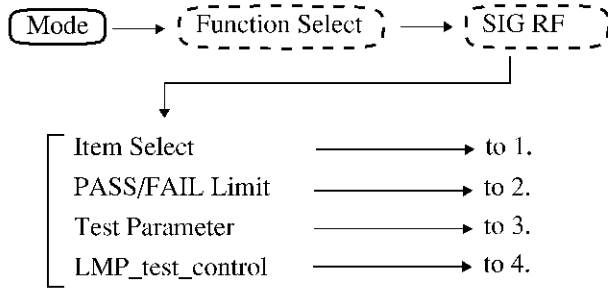 Mode Function Select SIG RF
Item Select to 1.
PASS/FAIL Limit to 2.
Test Parameter to 3.
LMP_test_control to 4.